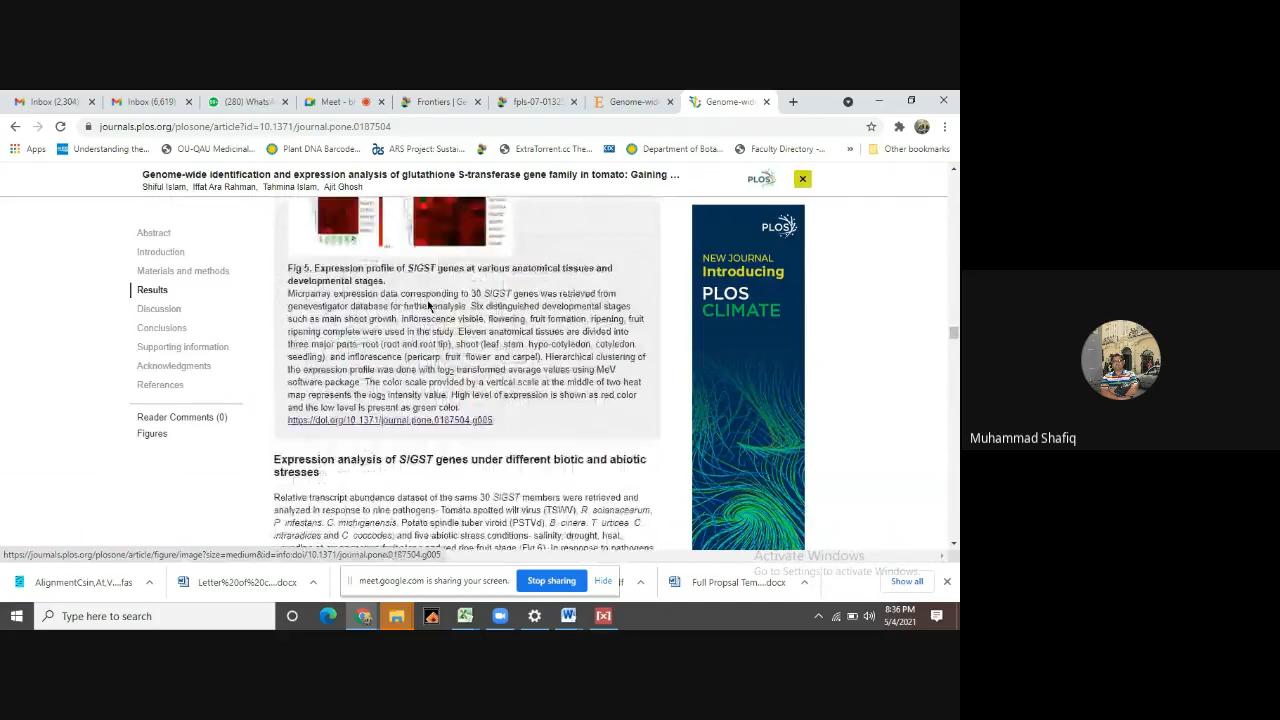 Inbox (2,304)
Inbox (6,619)
(280) Whats
Meet - b
Frontiers | Ge
fpls-07-0132
Genome-wid
Genome-wid
journals.plos.org/plosone/article?id=10.1371/journal.pone.0187504
Apps
Understanding the...
OU-QAU Medicinal...
Plant DNA Barcode...
ARS Project: Sustai...
ExtraTorrent.cc The...
CDC
Department of Bota...
Faculty Directory -...
»
Other bookmarks
Genome-wide identification and expression analysis of glutathione S-transferase gene family in tomato: Gaining ...
Shiful Islam, Iffat Ara Rahman, Tahmina Islam, Ajit Ghosh
PLOS
Abstract
Introduction
Materials and methods
Results
Discussion
Conclusions
Supporting information
Acknowledgments
References
Reader Comments (0)
Figures
Fig 5. Expression profile of SlGST genes at various anatomical tissues and
developmental stages.
Microarray expression data corresponding to 30 SlGST genes was retrieved from
genevestigator database for further analysis. Six distinguished developmental stages
such as main shoot growth, inflorescence visible, flowering, fruit formation, ripening, fruit
ripening complete were used in the study. Eleven anatomical tissues are divided into
three major parts- root (root and root tip), shoot (leaf, stem, hypo-cotyledon, cotyledon,
seedling), and inflorescence (pericarp, fruit, flower and carpel). Hierarchical clustering of
the expression profile was done with log2 transformed average values using MeV
software package. The color scale provided by a vertical scale at the middle of two heat
map represents the log2 intensity value. High level of expression is shown as red color
and the low level is present as green color.
https://doi.org/10.1371/journal.pone.0187504.g005
Expression analysis of SlGST genes under different biotic and abiotic
stresses
Relative transcript abundance dataset of the same 30 SlGST members were retrieved and
analyzed in response to nine pathogens- Tomato spotted wilt virus (TSWV), R. solanacearum,
P. infestans, C. michiganensis, Potato spindle tuber viroid (PSTVd), B. cinera, T. urticea, C.
infraradices and C. coccodes; and five abiotic stress conditions- salinity, drought, heat,
red ripe fruit stage (Fig 6). In response to pathogens
PLOS
NEW JOURNAL
Introducing
PLOS
CLIMATE
https://journals.plos.org/plosone/article/figure/image?size=medium&id=info:doi/10.1371/journal.pone.0187504.g005
Activate Windows
Go to Settings to activate Windows.
AlignmentCsin,At,V....fas
Letter%20of%20c....docx
meet.google.com is sharing your screen.
Stop sharing
Hide
df
Full Propsal Tem....docx
Show all
Type here to search
8:36 PM
5/4/2021
Muhammad Shafiq